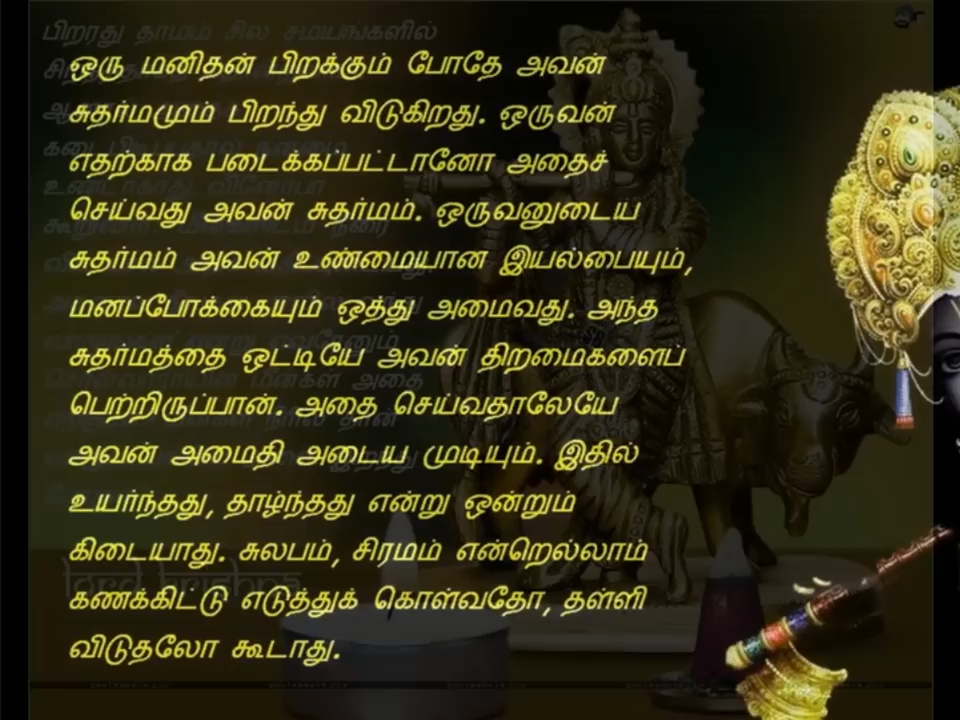 ஒரு மனிதன் பிறக்கும் போதே அவன்
சுதர்மமும் பிறந்து விடுகிறது. ஒருவன்
எதற்காக படைக்கப்பட்டானோ அதைச்
செய்வது அவன் சுதர்மம். ஒருவனுடைய
சுதர்மம் அவன் உண்மையான இயல்பையும்,
மனப்போக்கையும் ஒத்து அமைவது. அந்த
சுதர்மத்தை ஒட்டியே அவன் திறமைகளைப்
பெற்றிருப்பான். அதை செய்வதாலேயே
அவன் அமைதி அடைய முடியும். இதில்
உயர்ந்தது, தாழ்ந்தது என்று ஒன்றும்
கிடையாது. சுலபம், சிரமம் என்றெல்லாம்
கணக்கிட்டு எடுத்துக் கொள்வதோ, தள்ளி
விடுதலோ கூடாது.
lord krishna